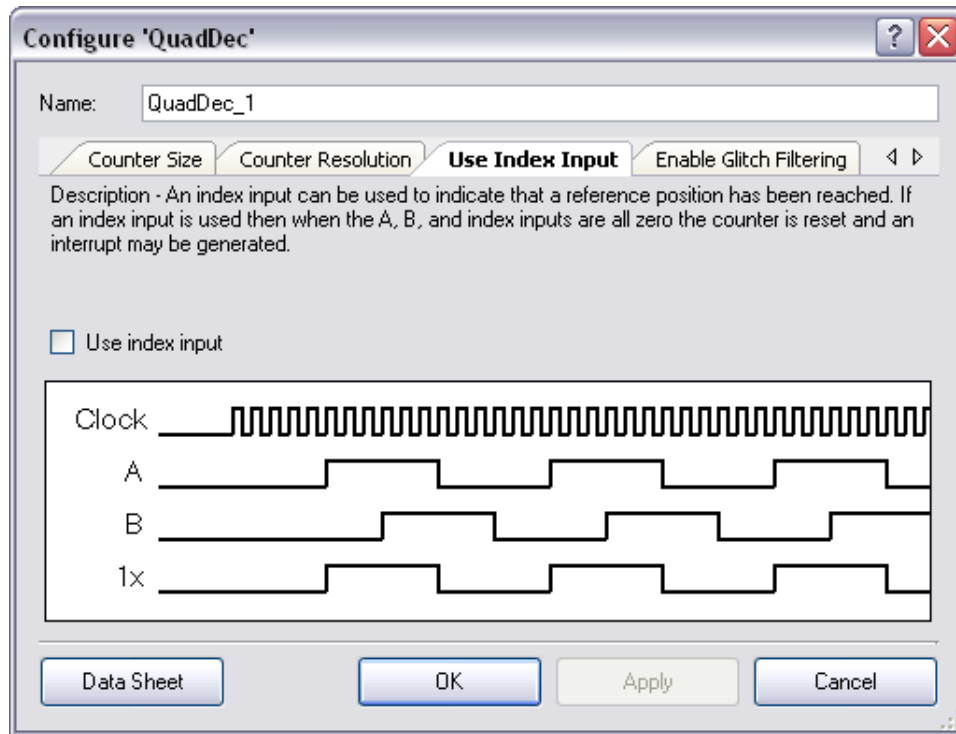 Configure 'QuadDec'
?
Name: QuadDec_1
Counter Size Counter Resolution Use Index Input Enable Glitch Filtering
Description - An index input can be used to indicate that a reference position has been reached. If
an index input is used then when the A, B, and index inputs are all zero the counter is reset and an
interrupt may be generated.
Use index input
Clock
A
B
1x
Data Sheet OK Apply Cancel